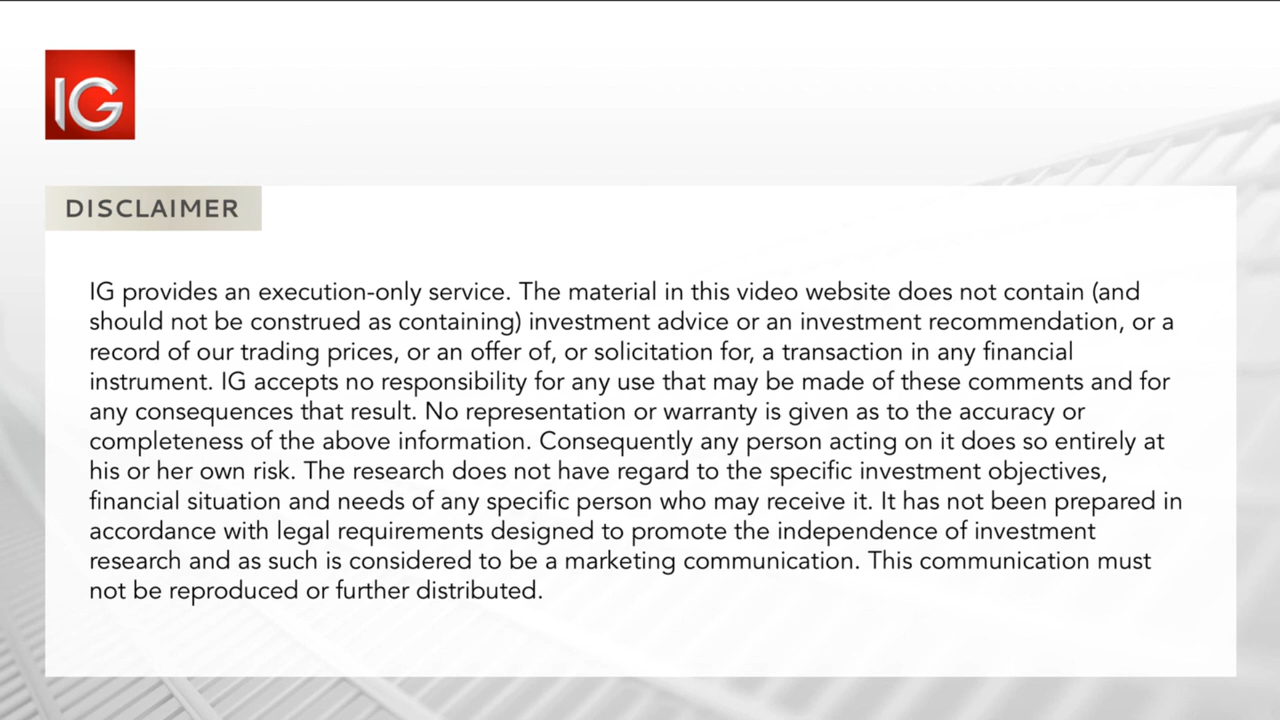 IG
DISCLAIMER
IG provides an execution-only service. The material in this video website does not contain (and
should not be construed as containing) investment advice or an investment recommendation, or a
record of our trading prices, or an offer of, or solicitation for, a transaction in any financial
instrument. IG accepts no responsibility for any use that may be made of these comments and for
any consequences that result. No representation or warranty is given as to the accuracy or
completeness of the above information. Consequently any person acting on it does so entirely at
his or her own risk. The research does not have regard to the specific investment objectives,
financial situation and needs of any specific person who may receive it. It has not been prepared in
accordance with legal requirements designed to promote the independence of investment
research and as such is considered to be a marketing communication. This communication must
not be reproduced or further distributed.